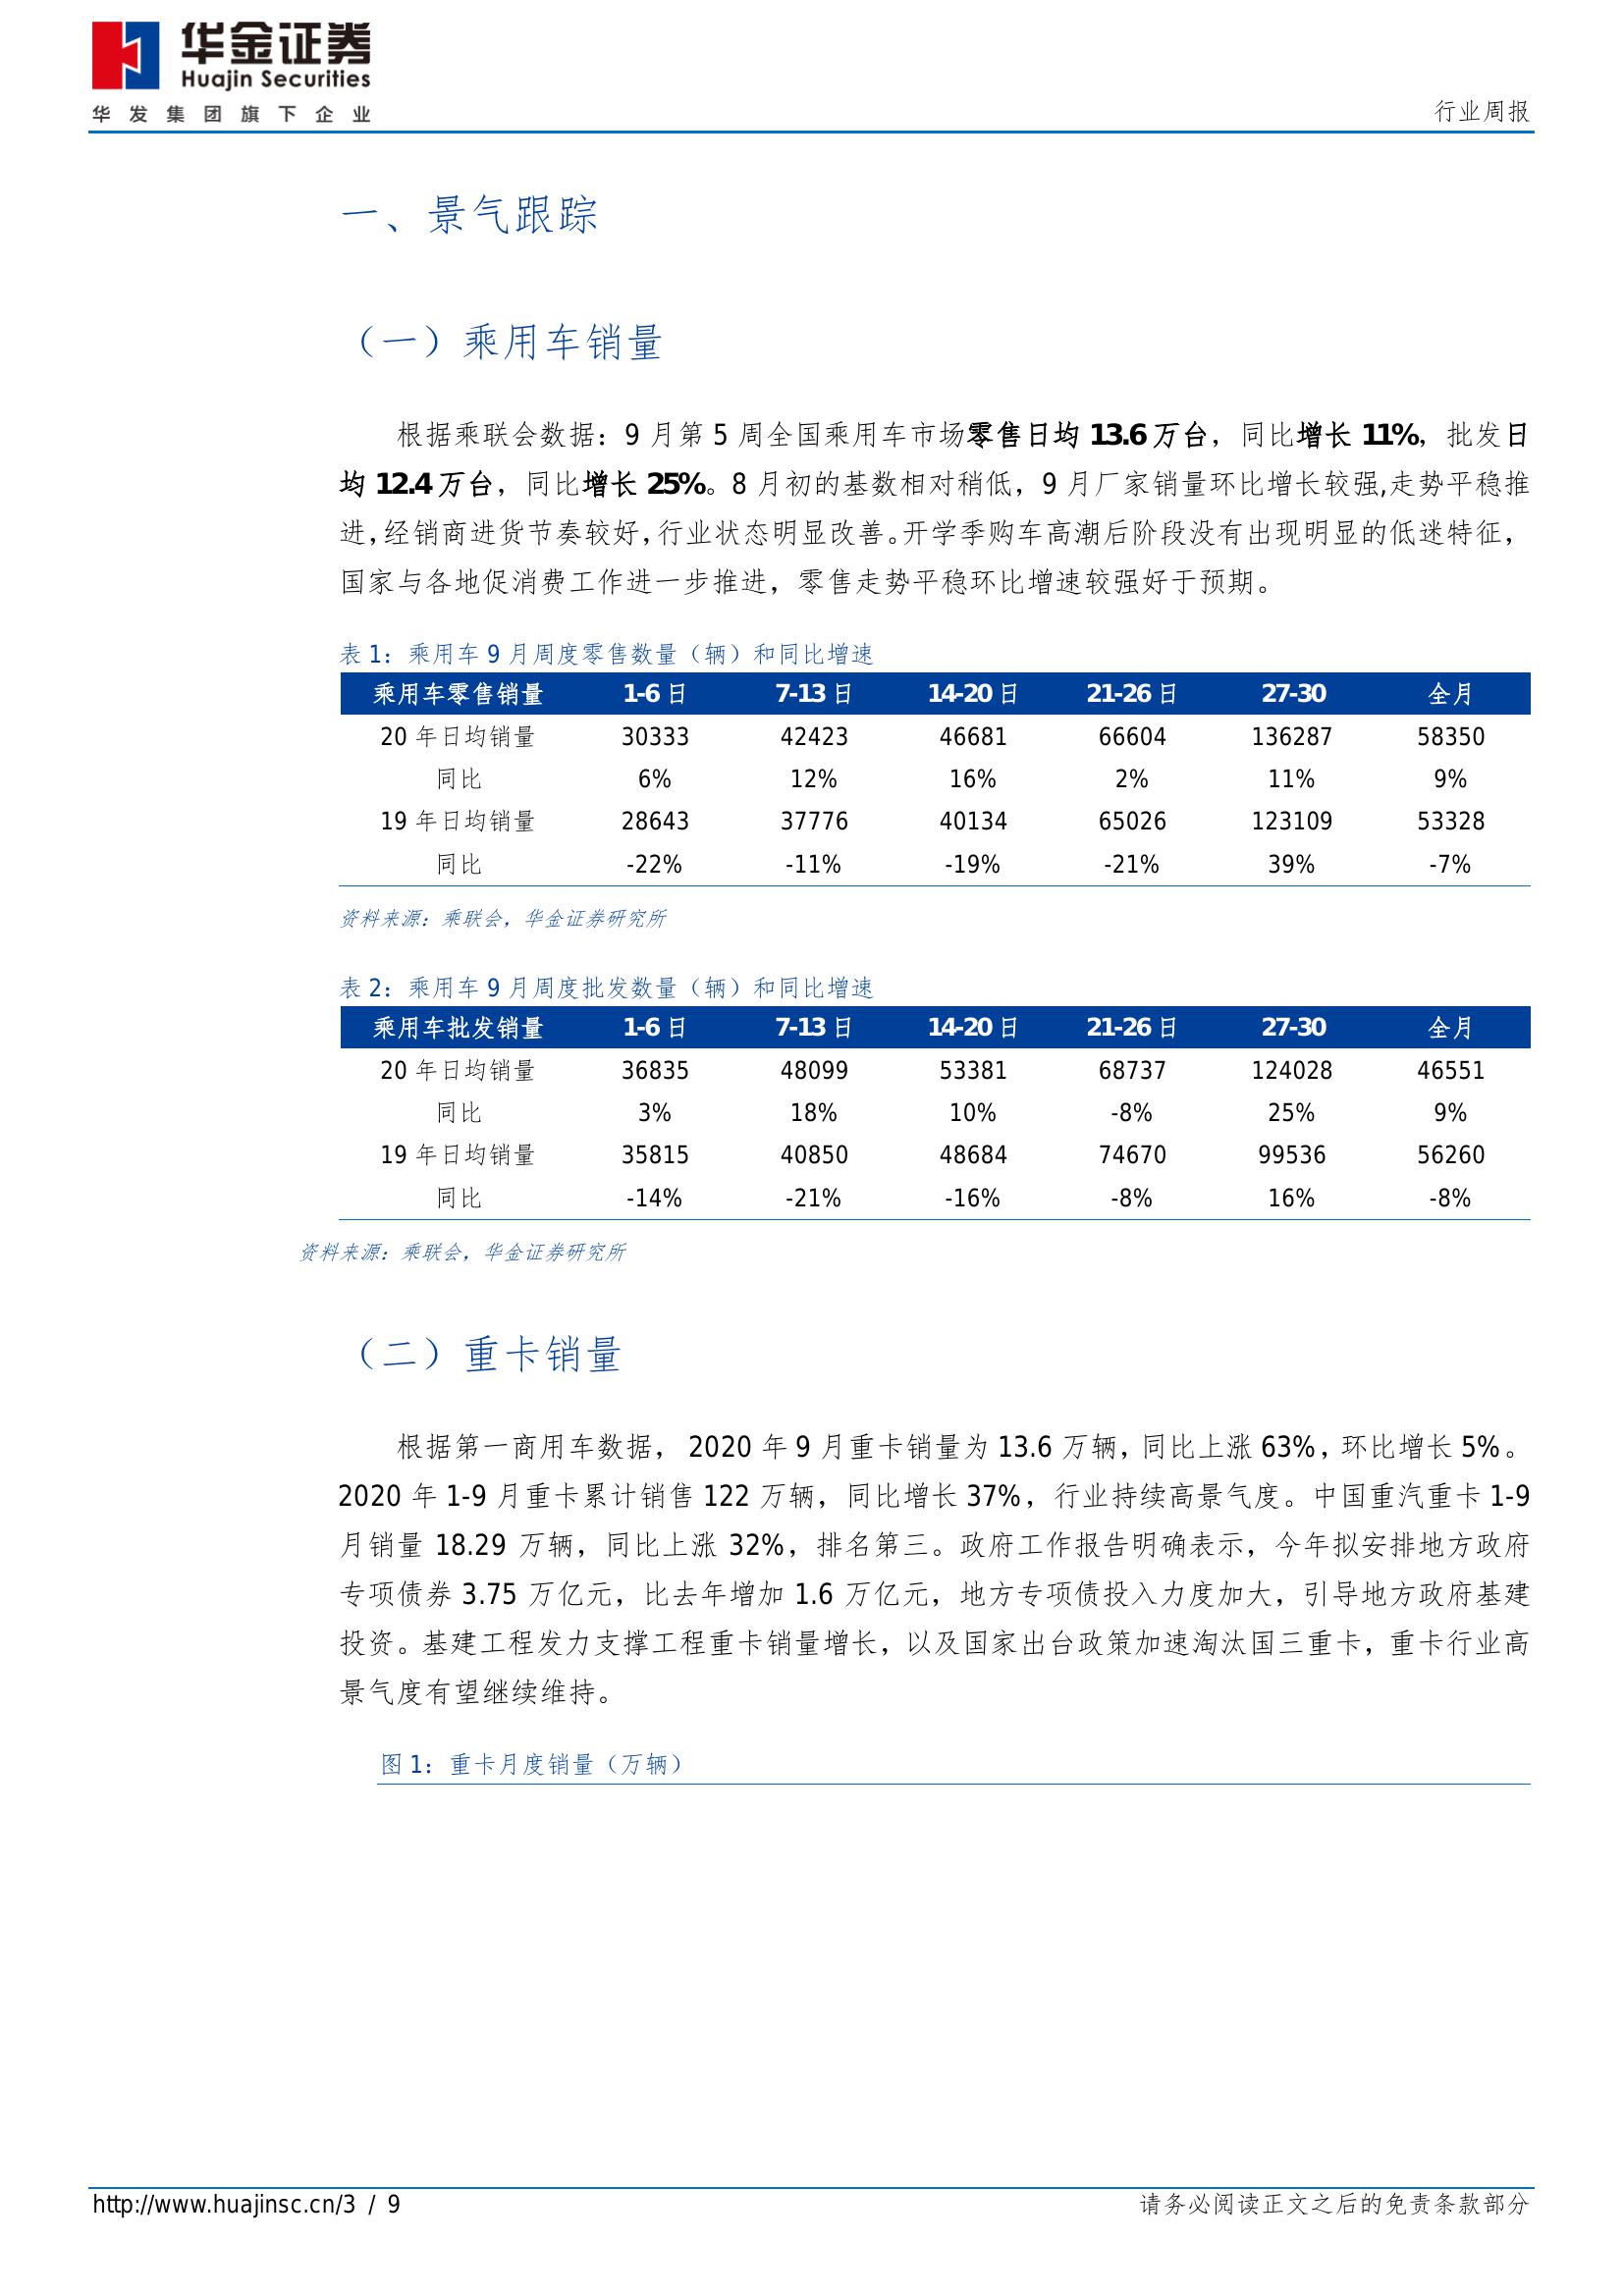 华金证券
Huajin Securities
华发集团旗下企业
行业周报
一、景气跟踪
（一）乘用车销量
根据乘联会数据：9 月第 5 周全国乘用车市场零售日均 13.6 万台，同比增长 11%，批发日
均 12.4 万台，同比增长 25%。8 月初的基数相对稍低，9 月厂家销量环比增长较强,走势平稳推
进,经销商进货节奏较好,行业状态明显改善。开学季购车高潮后阶段没有出现明显的低迷特征，
国家与各地促消费工作进一步推进，零售走势平稳环比增速较强好于预期。
表 1：乘用车 9 月周度零售数量（辆）和同比增速
乘用车零售销量 1-6 日 7-13 日 14-20 日 21-26 日 27-30 全月
20 年日均销量 30333 42423 46681 66604 136287 58350
同比 6% 12% 16% 2% 11% 9%
19 年日均销量 28643 37776 40134 65026 123109 53328
同比 -22% -11% -19% -21% 39% -7%
资料来源：乘联会，华金证券研究所
表 2：乘用车 9 月周度批发数量（辆）和同比增速
乘用车批发销量 1-6 日 7-13 日 14-20 日 21-26 日 27-30 全月
20 年日均销量 36835 48099 53381 68737 124028 46551
同比 3% 18% 10% -8% 25% 9%
19 年日均销量 35815 40850 48684 74670 99536 56260
同比 -14% -21% -16% -8% 16% -8%
资料来源：乘联会，华金证券研究所
（二）重卡销量
根据第一商用车数据， 2020 年 9 月重卡销量为 13.6 万辆，同比上涨 63%，环比增长 5%。
2020 年 1-9 月重卡累计销售 122 万辆，同比增长 37%，行业持续高景气度。中国重汽重卡 1-9
月销量 18.29 万辆，同比上涨 32%，排名第三。政府工作报告明确表示，今年拟安排地方政府
专项债券 3.75 万亿元，比去年增加 1.6 万亿元，地方专项债投入力度加大，引导地方政府基建
投资。基建工程发力支撑工程重卡销量增长，以及国家出台政策加速淘汰国三重卡，重卡行业高
景气度有望继续维持。
图 1：重卡月度销量（万辆）
http://www.huajinsc.cn/3 / 9
请务必阅读正文之后的免责条款部分